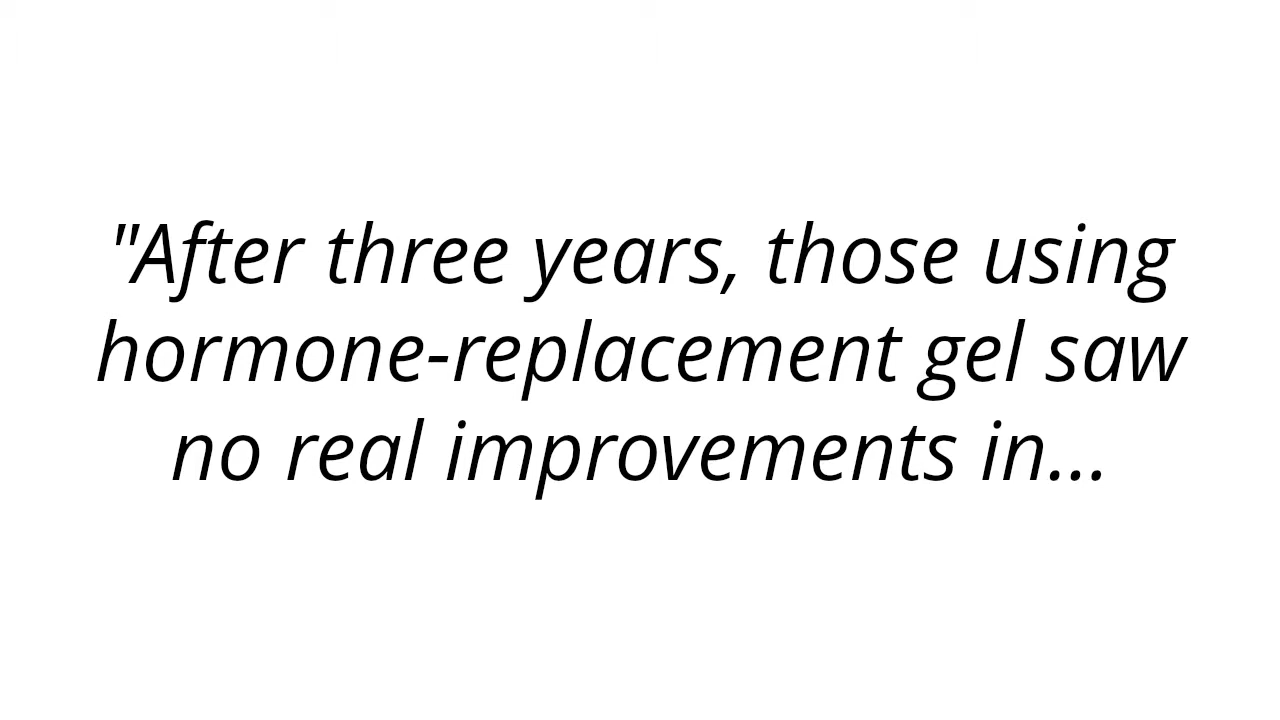 "After three years, those using
hormone-replacement gel saw
no real improvements in...